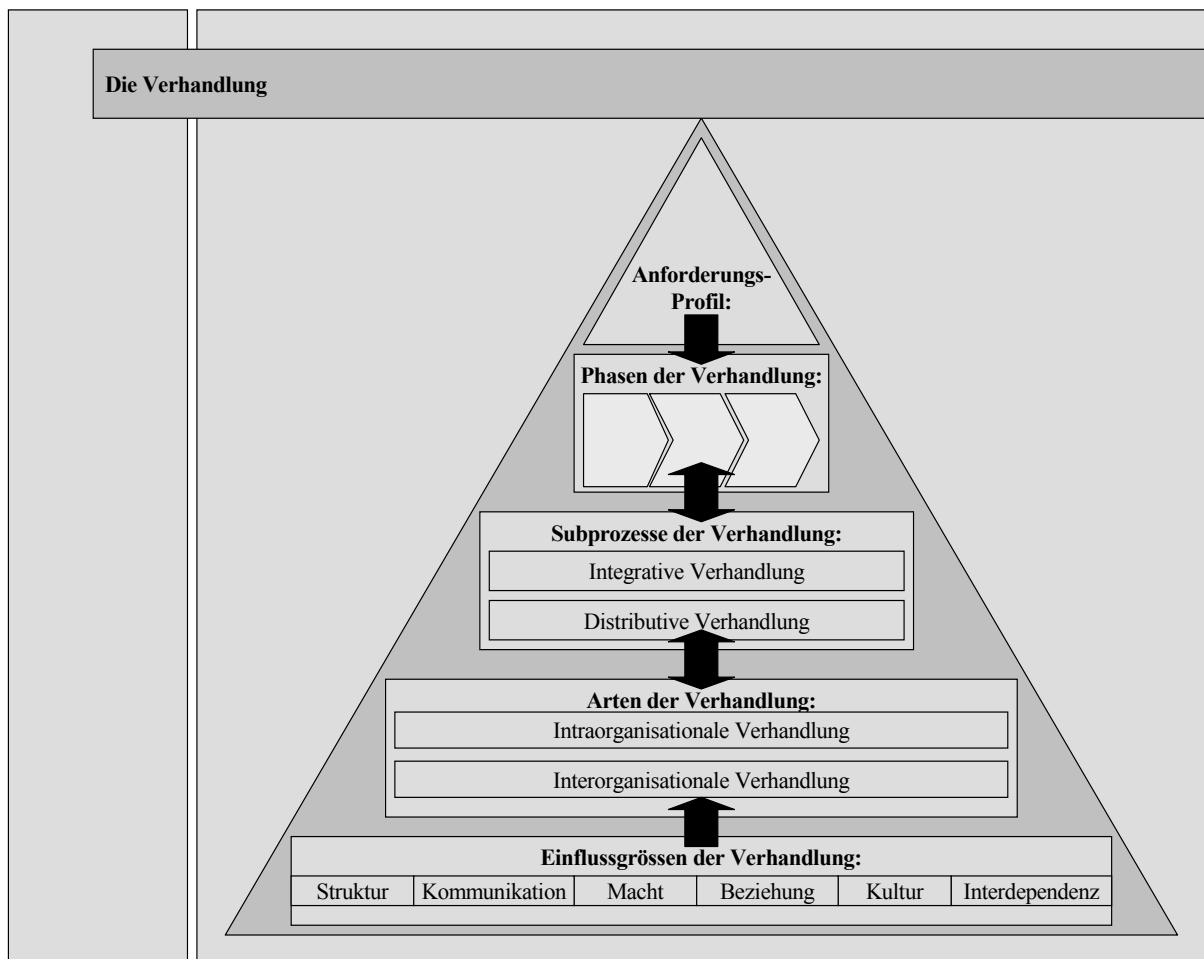 Die Verhandlung
Anforderungs-
Profil:
Phasen der Verhandlung:
Subprozesse der Verhandlung:
Integrative Verhandlung
Distributive Verhandlung
Arten der Verhandlung:
Intraorganisationale Verhandlung
Interorganisationale Verhandlung
Einflussgrössen der Verhandlung:
Struktur Kommunikation Macht Beziehung Kultur Interdependenz